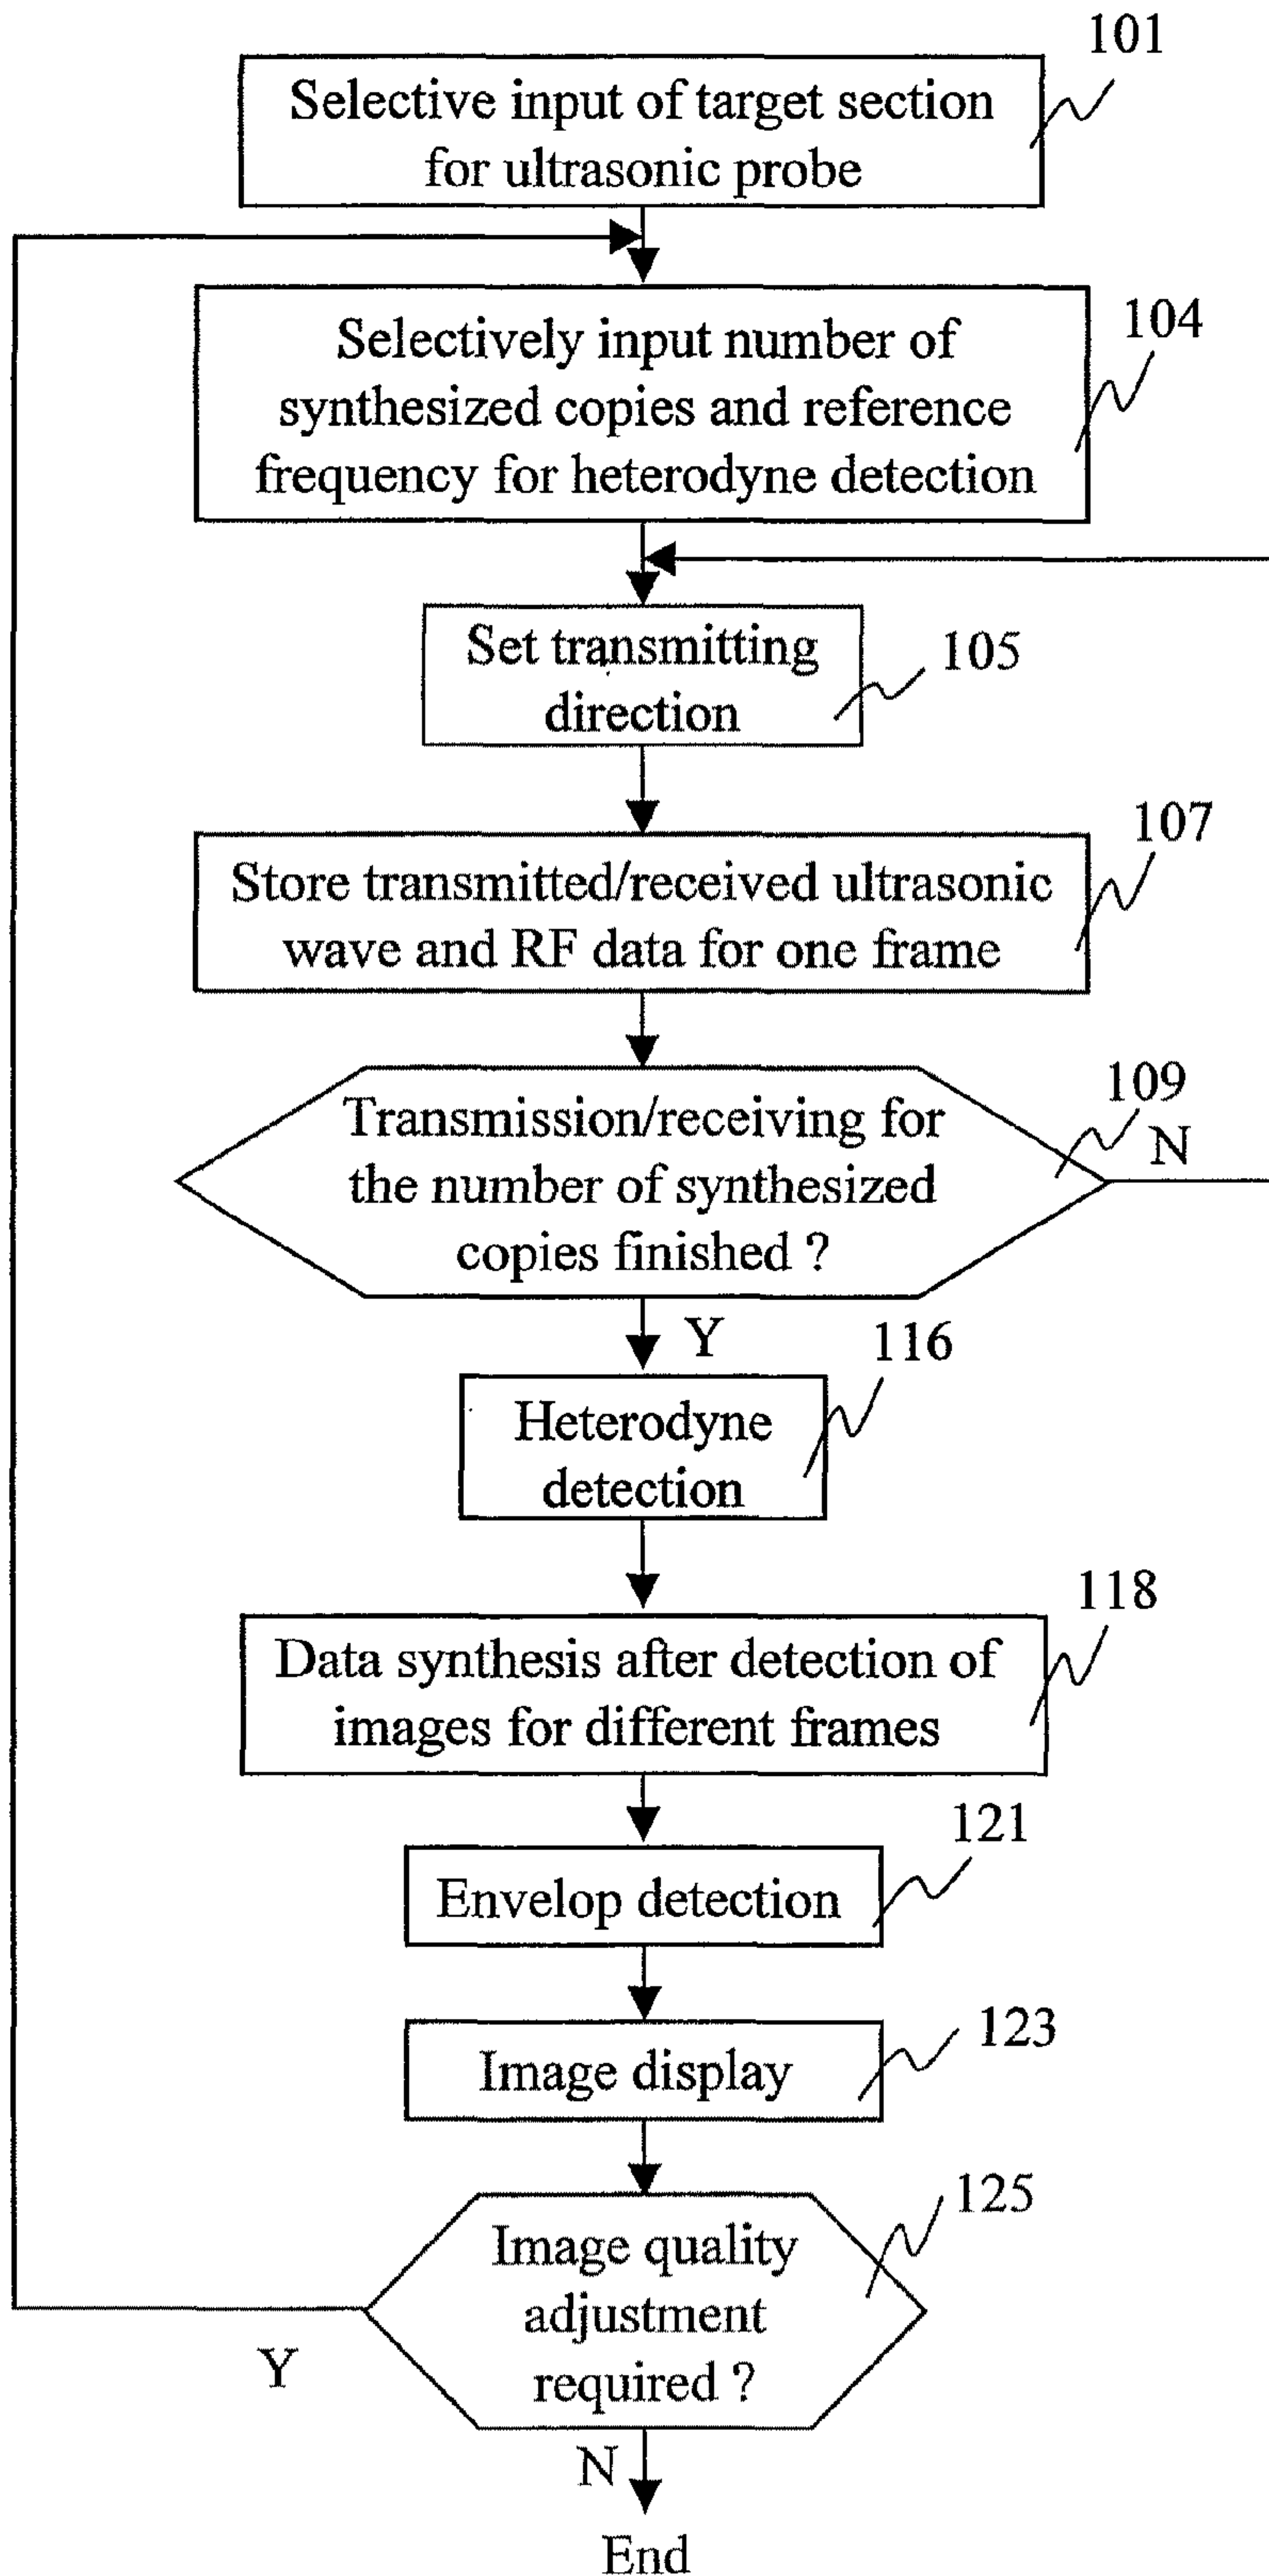 101
Selective input of target section
for ultrasonic probe
104
Selectively input number of
synthesized copies and reference
frequency for heterodyne detection
105
Set transmitting
direction
107
Store transmitted/received ultrasonic
wave and RF data for one frame
109
Transmission/receiving for
the number of synthesized
copies finished ?
N
Y
116
Heterodyne
detection
118
Data synthesis after detection of
images for different frames
121
Envelop detection
123
Image display
125
Image quality
adjustment
required ?
Y
N
End